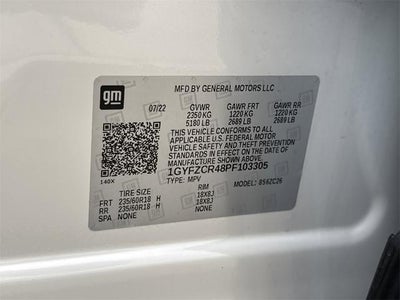 gm
MFD BY GENERAL MOTORS LLC
07/22 GVWR GAWR FRT GAWR RR
2350 KG 1220 KG 1220 KG
5180 LB 2689 LB 2689 LB
THIS VEHICLE CONFORMS TO ALL
APPLICABLE U.S. FEDERAL MOTOR
VEHICLE SAFETY AND THEFT
PREVENTION STANDARDS IN EFFECT ON
THE DATE OF MANUFACTURE SHOWN ABOVE.
1GYFZCR48PF103305
TYPE: MPV MODEL: 856ZC26
140X
TIRE SIZE RIM
FRT 235/60R18 H 18X8J
RR 235/60R18 H 18X8J
SPA NONE NONE